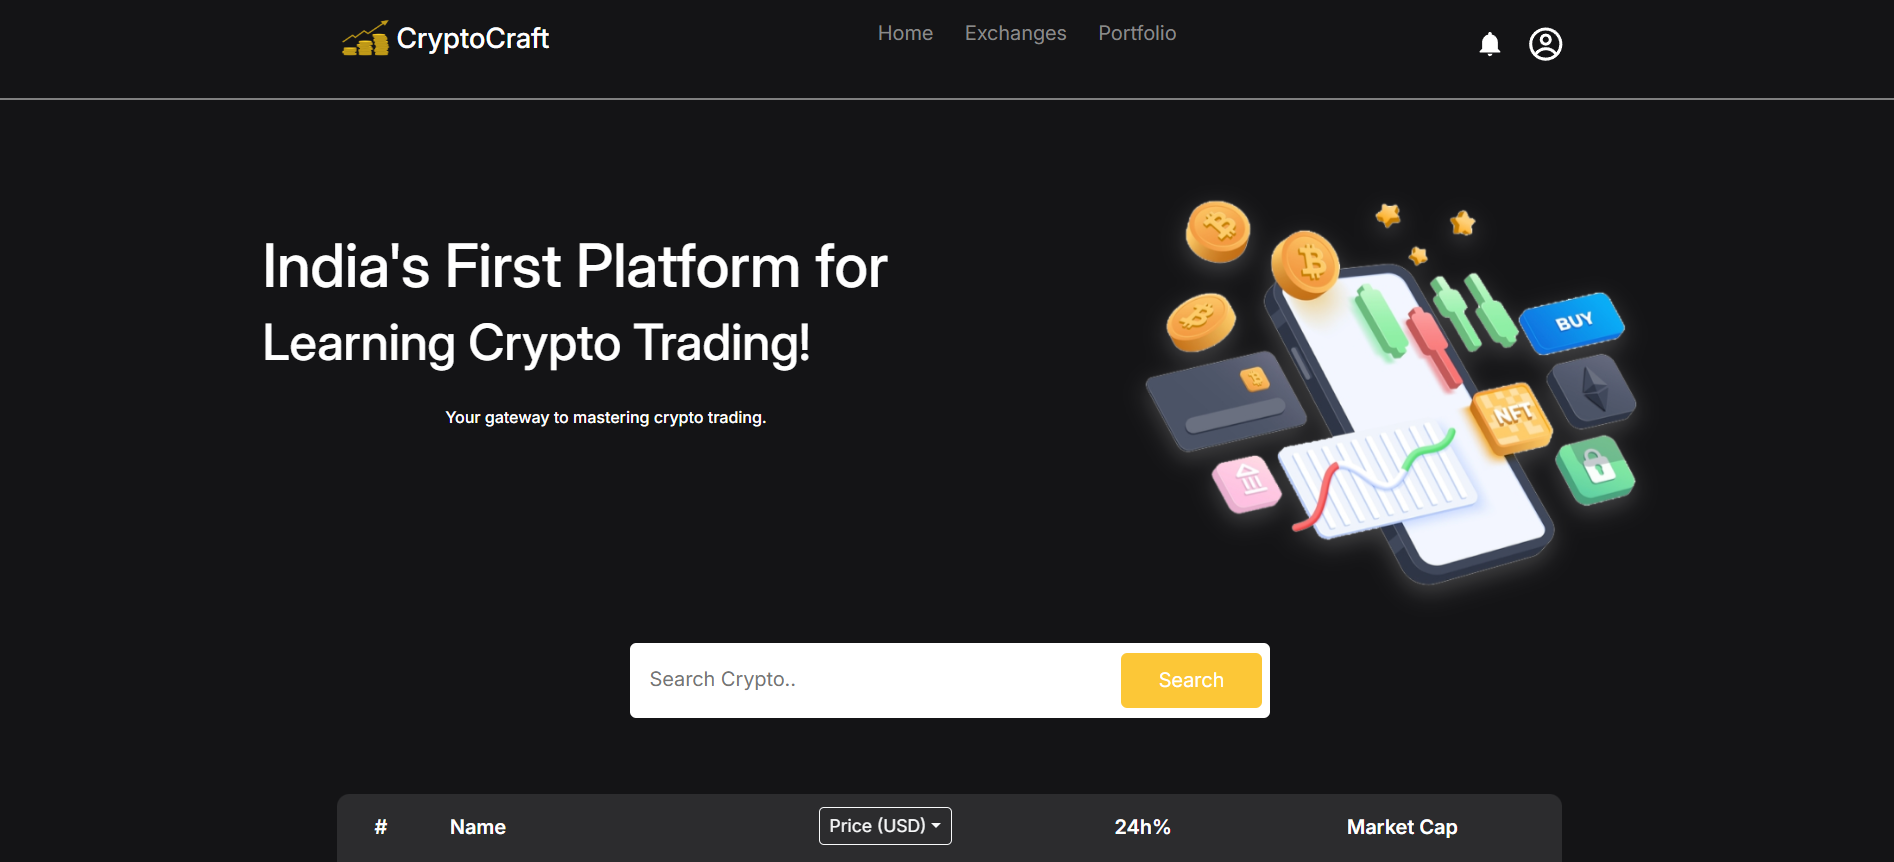 CryptoCraft
Home Exchanges Portfolio
India's First Platform for
Learning Crypto Trading!
Your gateway to mastering crypto trading.
BUY
NFT
Search Crypto.. Search
# Name Price (USD) 24h% Market Cap